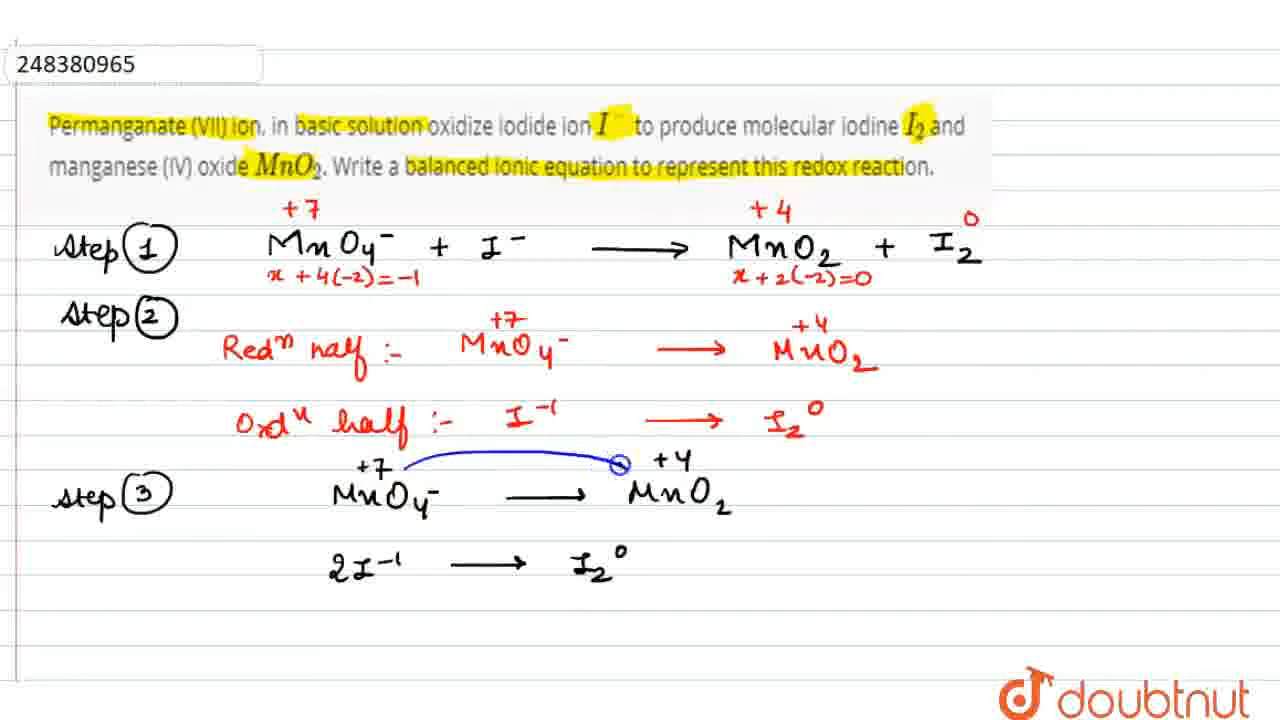 248380965
Permanganate (VII) ion, in basic solution oxidize iodide ion I⁻ to produce molecular iodine I₂ and
manganese (IV) oxide MnO₂. Write a balanced ionic equation to represent this redox reaction.
+7 +4 0
Step 1 MnO₄⁻ + I⁻ ⟶ MnO₂ + I₂
x + 4(-2) = -1 x + 2(-2) = 0
Step 2
+7 +4
Redⁿ half :- MnO₄⁻ ⟶ MnO₂
Oxdⁿ half :- I⁻¹ ⟶ I₂⁰
+7 +4
Step 3 MnO₄⁻ ⟶ MnO₂
2I⁻¹ ⟶ I₂⁰
doubtnut